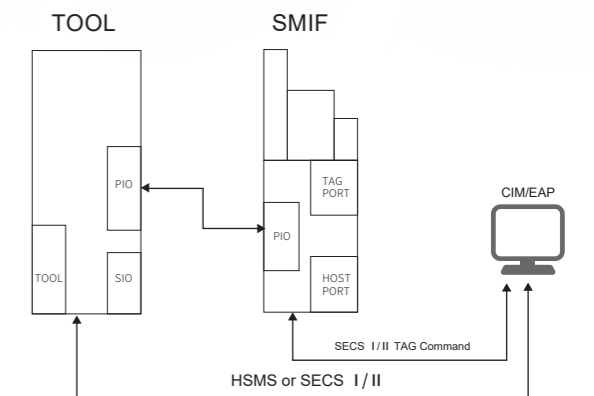 TOOL
SMIF
PIO
TAG
PORT
CIM/EAP
PIO
TOOL
SIO
HOST
PORT
SECS Ⅰ/Ⅱ TAG Command
HSMS or SECS Ⅰ/Ⅱ